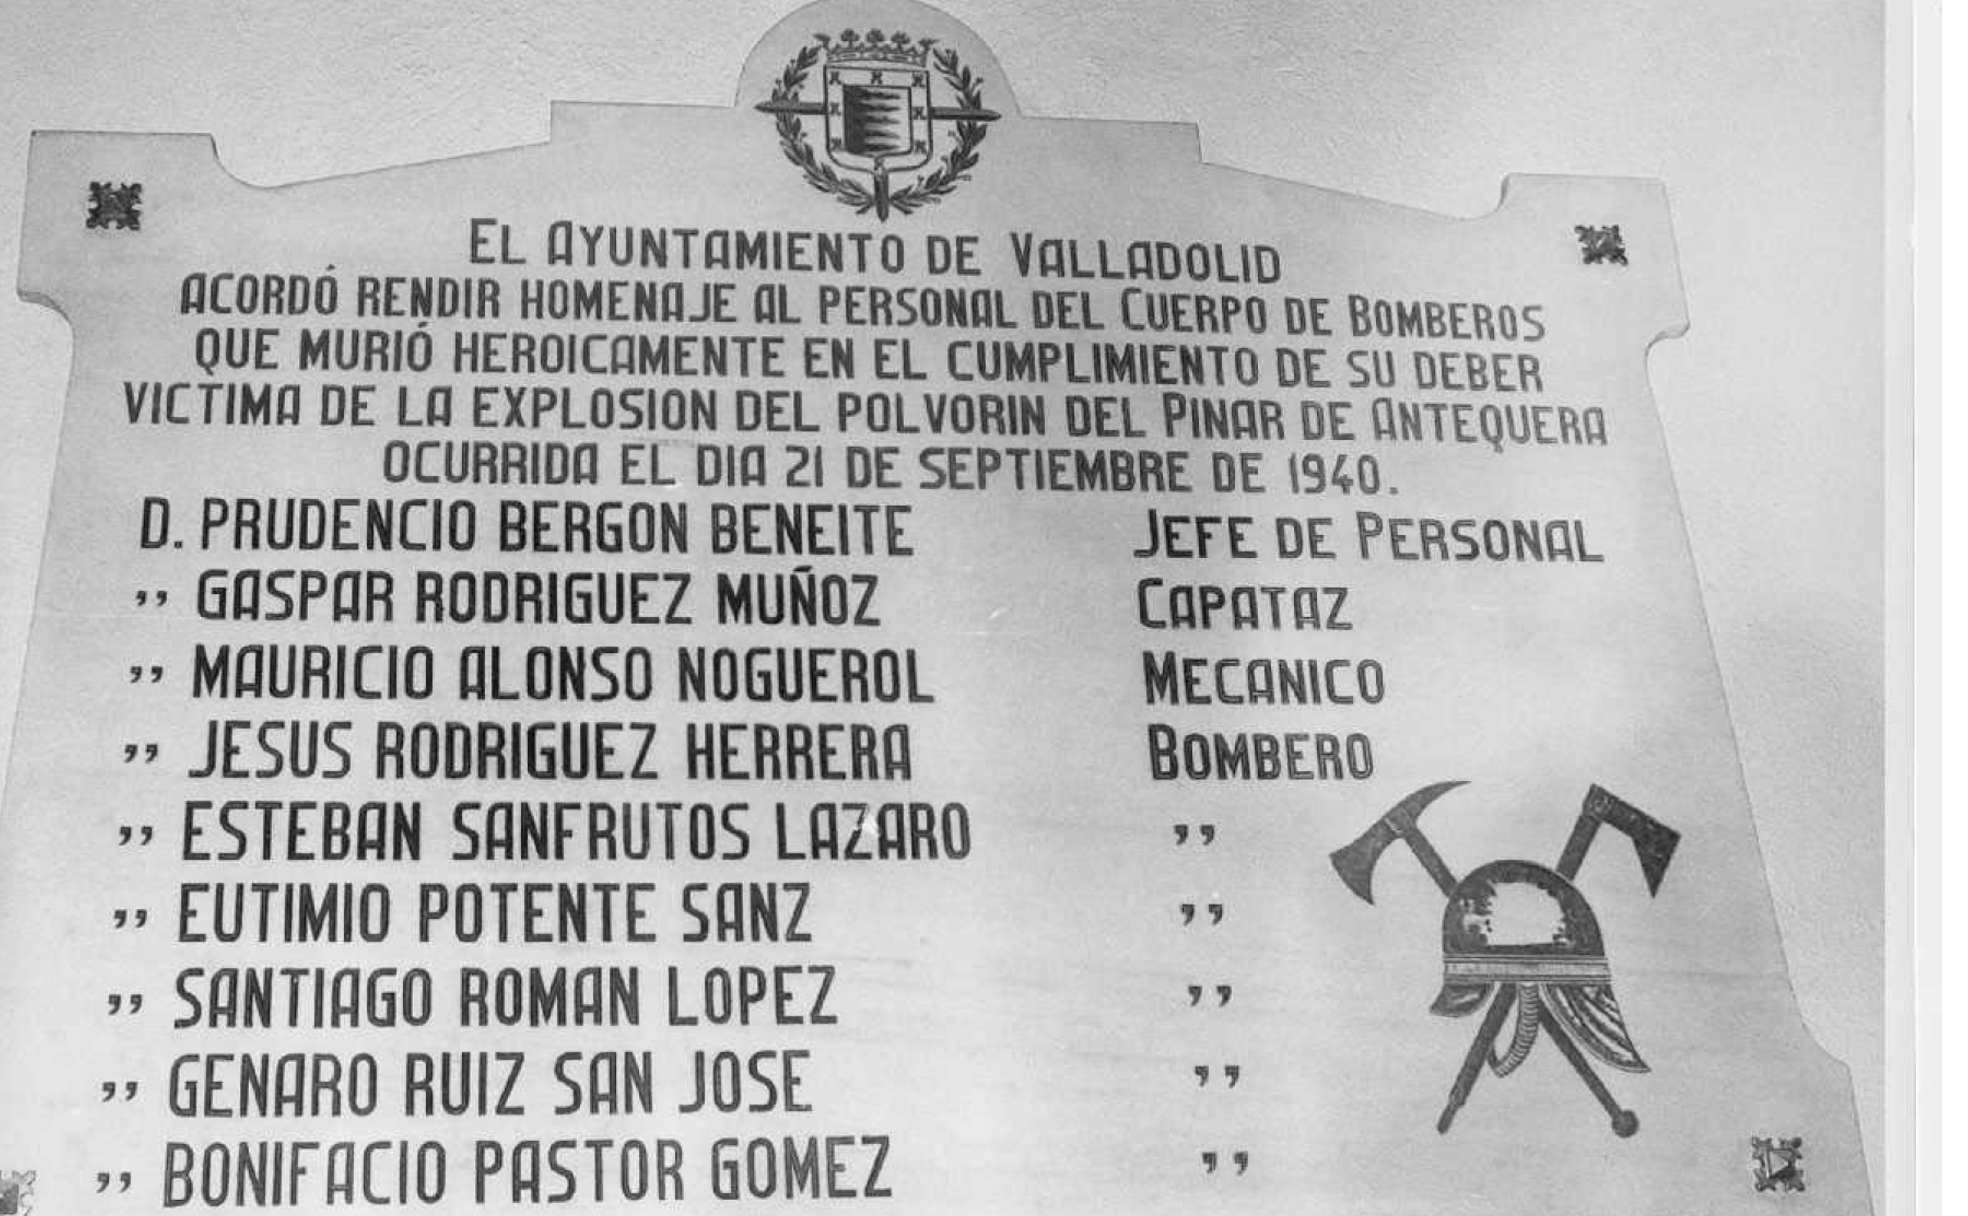 EL AYUNTAMIENTO DE VALLADOLID
ACORDÓ RENDIR HOMENAJE AL PERSONAL DEL CUERPO DE BOMBEROS
QUE MURIÓ HEROICAMENTE EN EL CUMPLIMIENTO DE SU DEBER
VICTIMA DE LA EXPLOSION DEL POLVORIN DEL PINAR DE ANTEQUERA
OCURRIDA EL DIA 21 DE SEPTIEMBRE DE 1940.
D. PRUDENCIO BERGON BENEITE JEFE DE PERSONAL
,, GASPAR RODRIGUEZ MUÑOZ CAPATAZ
,, MAURICIO ALONSO NOGUEROL MECANICO
,, JESUS RODRIGUEZ HERRERA BOMBERO
,, ESTEBAN SANFRUTOS LAZARO ,,
,, EUTIMIO POTENTE SANZ ,,
,, SANTIAGO ROMAN LOPEZ ,,
,, GENARO RUIZ SAN JOSE ,,
,, BONIFACIO PASTOR GOMEZ ,,